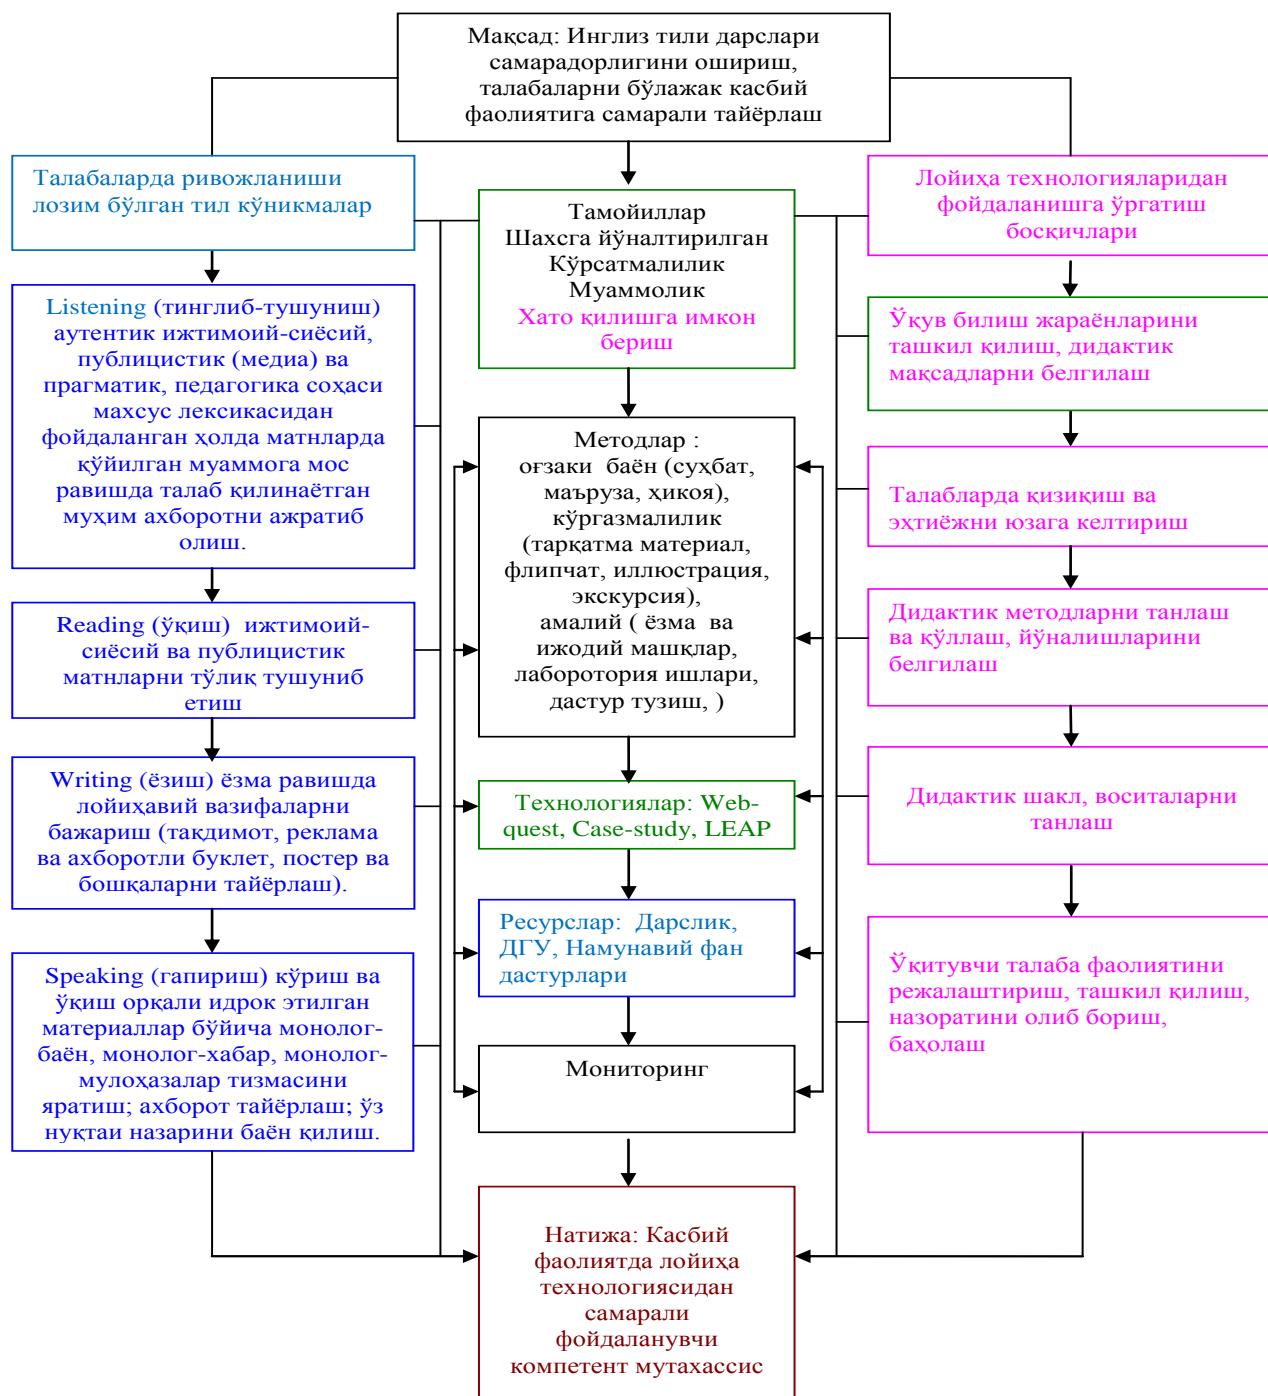 Мақсад: Инглиз тили дарслари
самарадорлигини ошириш,
талабаларни бўлажак касбий
фаолиятига самарали тайёрлаш
Талабаларда ривожланиши
лозим бўлган тил кўникмалар
Listening (тинглиб-тушуниш)
аутентик ижтимоий-сиёсий,
публицистик (медиа) ва
прагматик, педагогика соҳаси
махсус лексикасидан
фойдаланган ҳолда матнларда
қўйилган муаммога мос
равишда талаб қилинаётган
муҳим ахборотни ажратиб
олиш.
Reading (ўқиш) ижтимоий-
сиёсий ва публицистик
матнларни тўлиқ тушуниб
етиш
Writing (ёзиш) ёзма равишда
лойиҳавий вазифаларни
бажариш (тақдимот, реклама
ва ахборотли буклет, постер ва
бошқаларни тайёрлаш).
Speaking (гапириш) кўриш ва
ўқиш орқали идрок этилган
материаллар бўйича монолог-
баён, монолог-хабар, монолог-
мулоҳазалар тизмасини
яратиш; ахборот тайёрлаш; ўз
нуқтаи назарини баён қилиш.
Тамойиллар
Шахсга йўналтирилган
Кўрсатмалилик
Муаммолик
Хато қилишга имкон
бериш
Методлар :
оғзаки баён (суҳбат,
маъруза, ҳикоя),
кўргазмалилик
(тарқатма материал,
флипчат, иллюстрация,
экскурсия),
амалий ( ёзма ва
ижодий машқлар,
лаборотория ишлари,
дастур тузиш, )
Технологиялар: Web-
quest, Case-study, LEAP
Ресурслар: Дарслик,
ДГУ, Намунавий фан
дастурлари
Мониторинг
Натижа: Касбий
фаолиятда лойиҳа
технологиясидан
самарали
фойдаланувчи
компетент мутахассис
Лойиҳа технологияларидан
фойдаланишга ўргатиш
босқичлари
Ўқув билиш жараёнларини
ташкил қилиш, дидактик
мақсадларни белгилаш
Талабларда қизиқиш ва
эҳтиёжни юзага келтириш
Дидактик методларни танлаш
ва қўллаш, йўналишларини
белгилаш
Дидактик шакл, воситаларни
танлаш
Ўқитувчи талаба фаолиятини
режалаштириш, ташкил қилиш,
назоратини олиб бориш,
баҳолаш